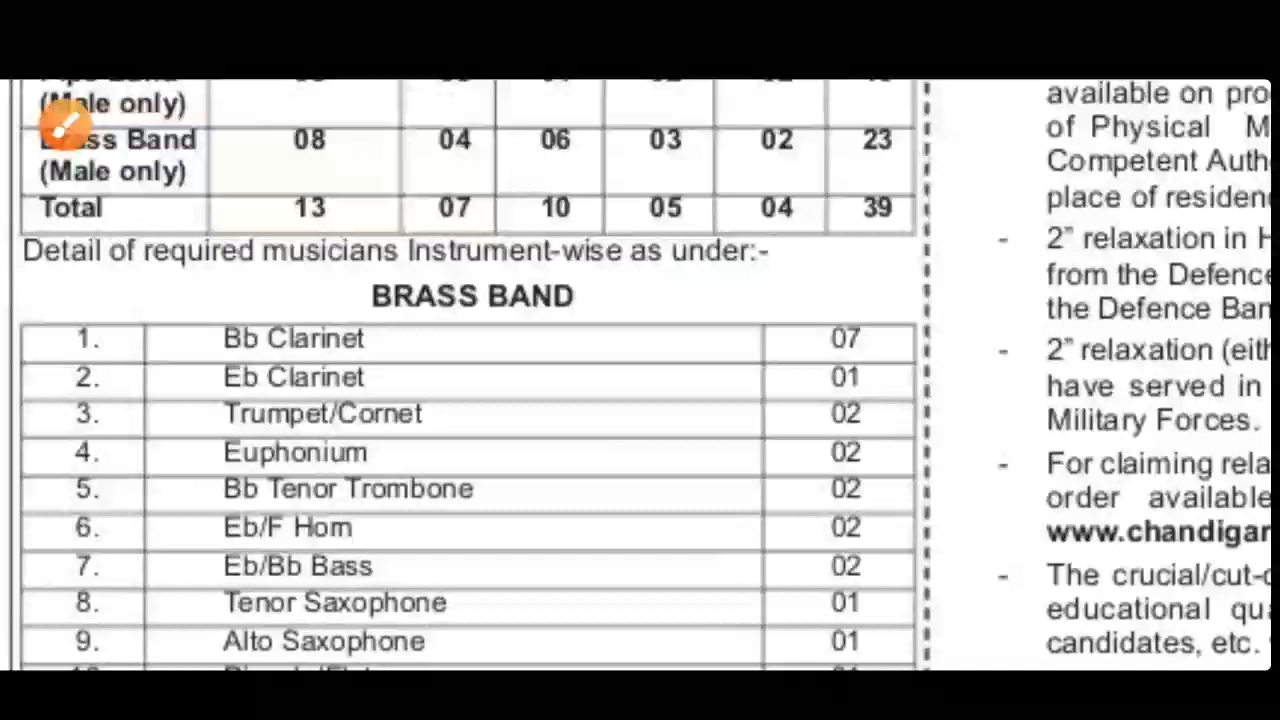 (Male only)
Brass Band 08 04 06 03 02 23
(Male only)
Total 13 07 10 05 04 39
Detail of required musicians Instrument-wise as under:-
BRASS BAND
1. Bb Clarinet 07
2. Eb Clarinet 01
3. Trumpet/Cornet 02
4. Euphonium 02
5. Bb Tenor Trombone 02
6. Eb/F Horn 02
7. Eb/Bb Bass 02
8. Tenor Saxophone 01
9. Alto Saxophone 01
available on pro
of Physical M
Competent Auth
place of residen
- 2” relaxation in H
from the Defence
the Defence Ban
- 2” relaxation (eith
have served in
Military Forces.
- For claiming rela
order available
www.chandigar
- The crucial/cut-o
educational qua
candidates, etc.